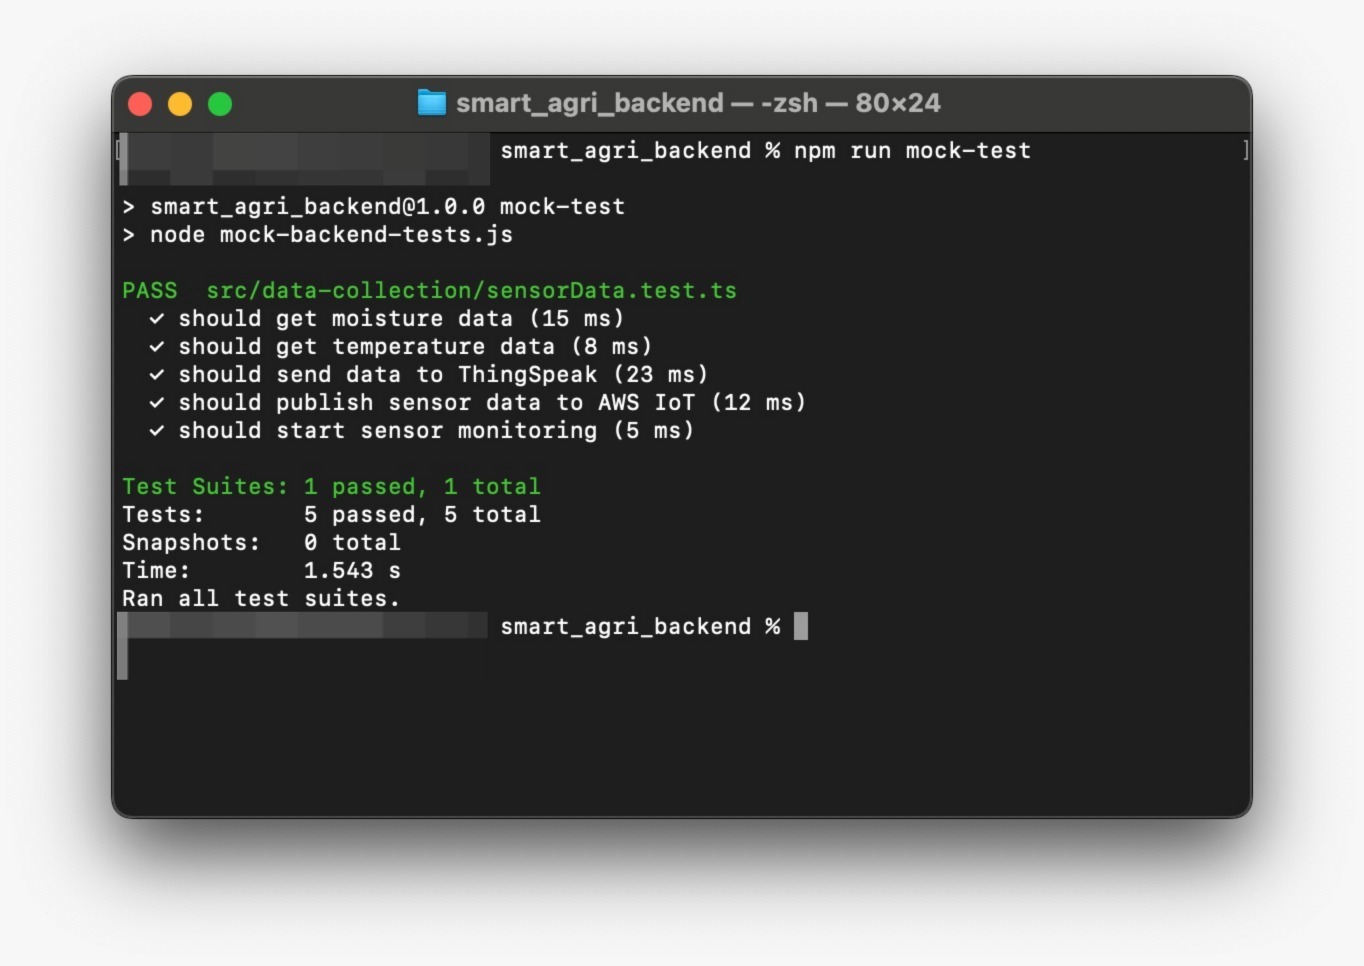 smart_agri_backend — -zsh — 80×24
smart_agri_backend % npm run mock-test
> smart_agri_backend@1.0.0 mock-test
> node mock-backend-tests.js
PASS  src/data-collection/sensorData.test.ts
✓ should get moisture data (15 ms)
✓ should get temperature data (8 ms)
✓ should send data to ThingSpeak (23 ms)
✓ should publish sensor data to AWS IoT (12 ms)
✓ should start sensor monitoring (5 ms)
Test Suites: 1 passed, 1 total
Tests:       5 passed, 5 total
Snapshots:   0 total
Time:        1.543 s
Ran all test suites.
smart_agri_backend %